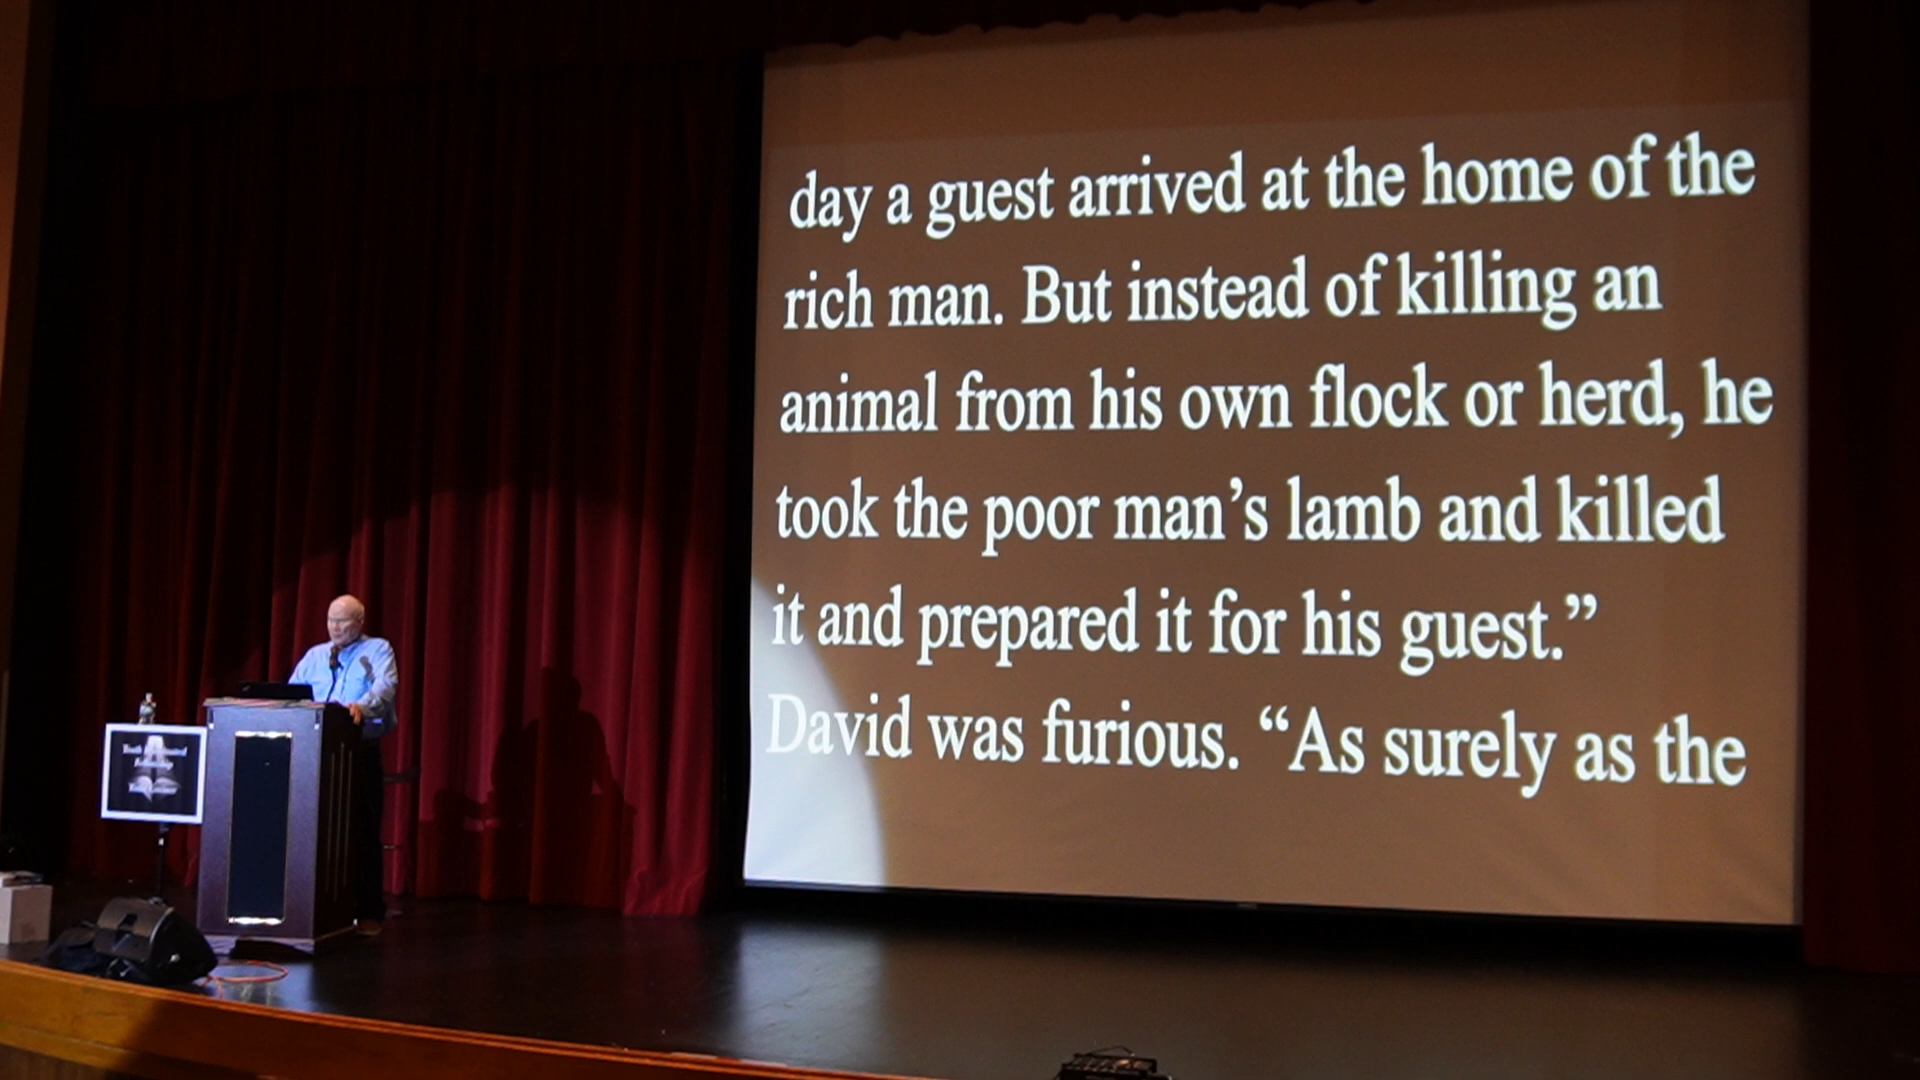 day a guest arrived at the home of the
rich man. But instead of killing an
animal from his own flock or herd, he
took the poor man’s lamb and killed
it and prepared it for his guest.”
David was furious. “As surely as the
Fellowship